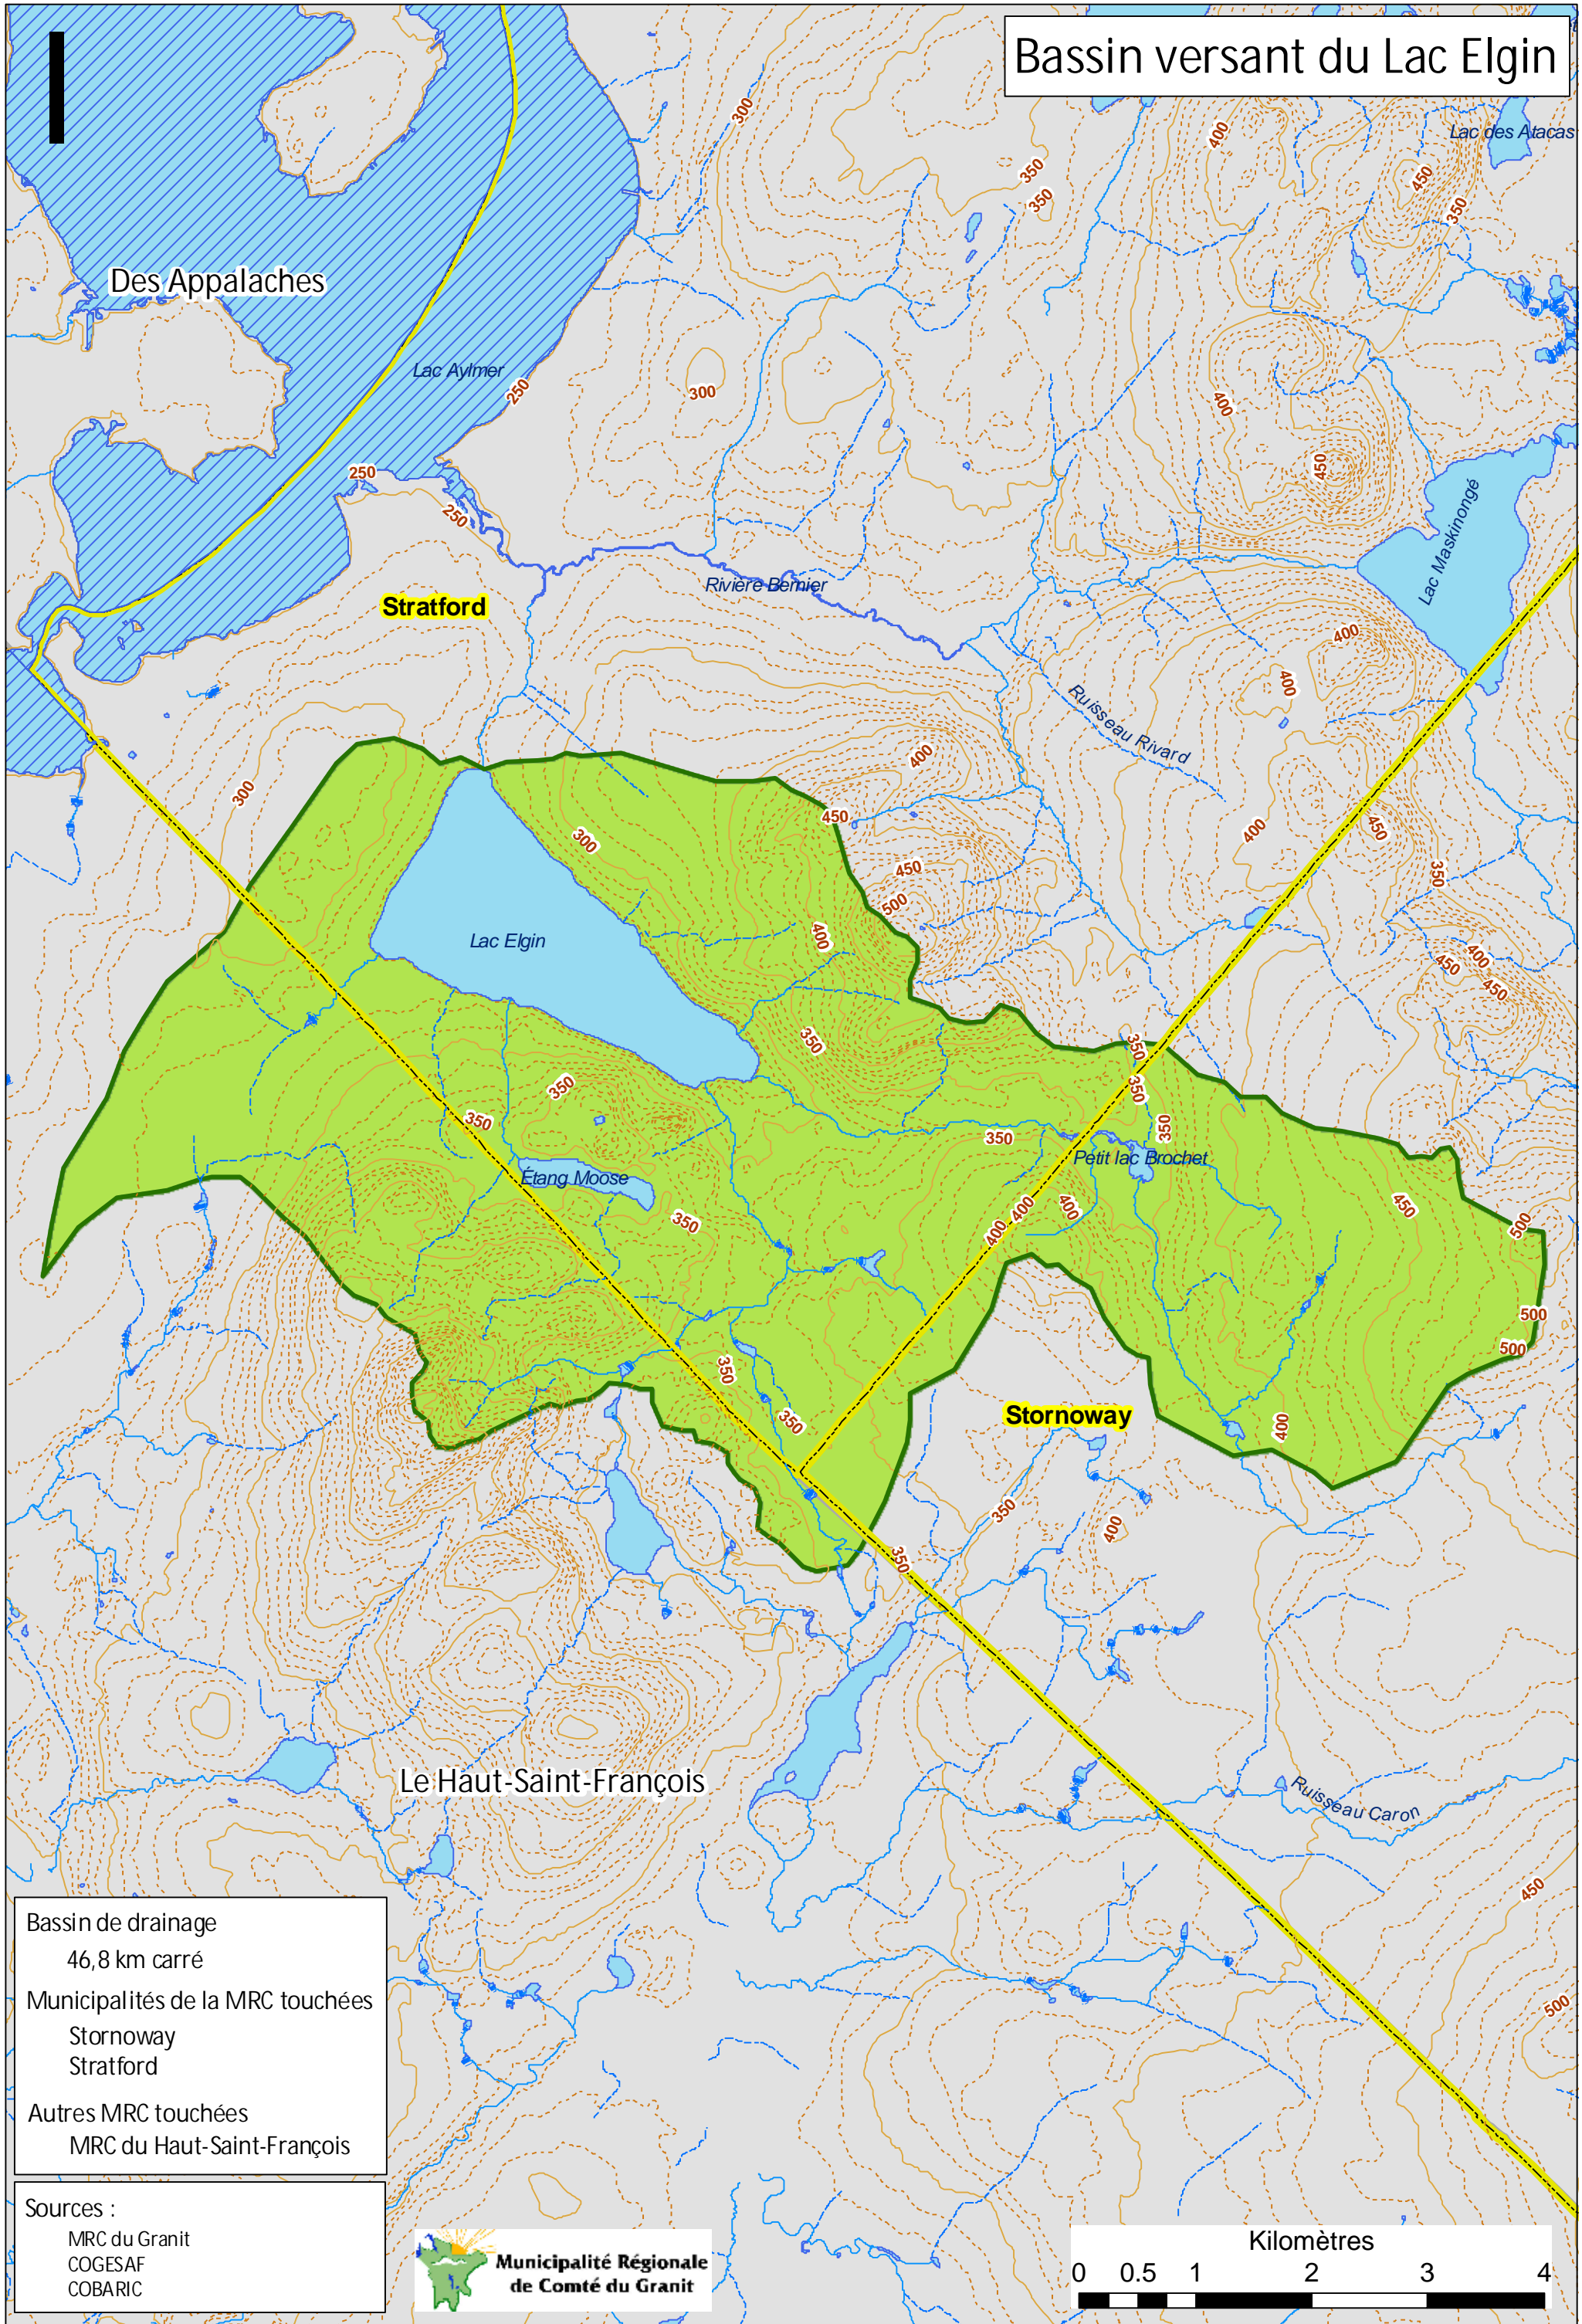 Bassin versant du Lac Elgin
300
400
Lac des Atacas
350
450
350
350
Des Appalaches
Lac Aylmer
250
300
400
450
250
250
Lac Maskinongé
Rivière Bernier
Stratford
400
400
Ruisseau Rivard
400
300
450
300
450
400
450
350
500
400
Lac Elgin
400
450
450
350
350
350
350
350
350
350
Petit lac Brochet
Étang Moose
350
400
400
400
450
500
500
500
350
350
Stornoway
400
350
400
350
Le Haut-Saint-François
Ruisseau Caron
450
500
Bassin de drainage
46,8 km carré
Municipalités de la MRC touchées
Stornoway
Stratford
Autres MRC touchées
MRC du Haut-Saint-François
Sources :
MRC du Granit
COGESAF
COBARIC
Municipalité Régionale
de Comté du Granit
Kilomètres
0 0.5 1 2 3 4